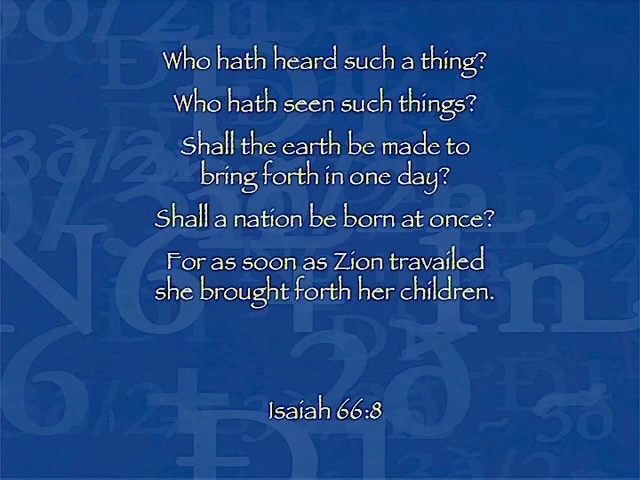 Who hath heard such a thing?
Who hath seen such things?
Shall the earth be made to
bring forth in one day?
Shall a nation be born at once?
For as soon as Zion travailed
she brought forth her children.
Isaiah 66:8